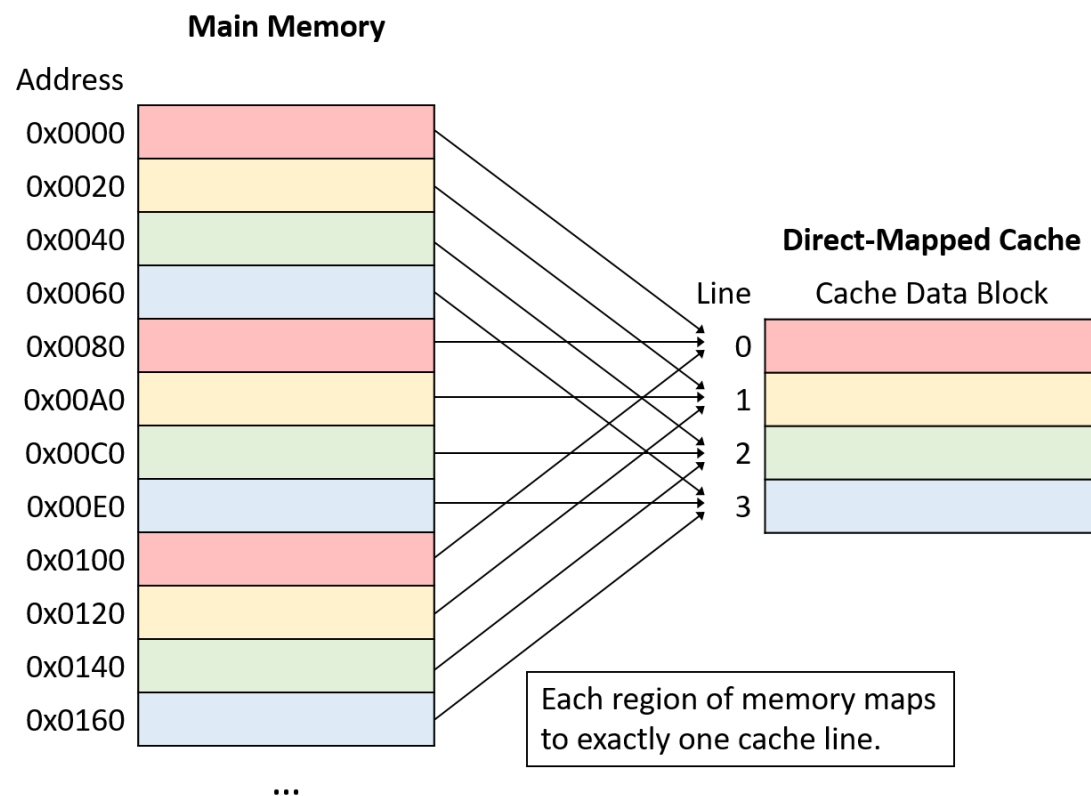 Main Memory
Address
0x0000
0x0020
0x0040
0x0060
0x0080
0x00A0
0x00C0
0x00E0
0x0100
0x0120
0x0140
0x0160
...
Direct-Mapped Cache
Line Cache Data Block
0
1
2
3
Each region of memory maps
to exactly one cache line.